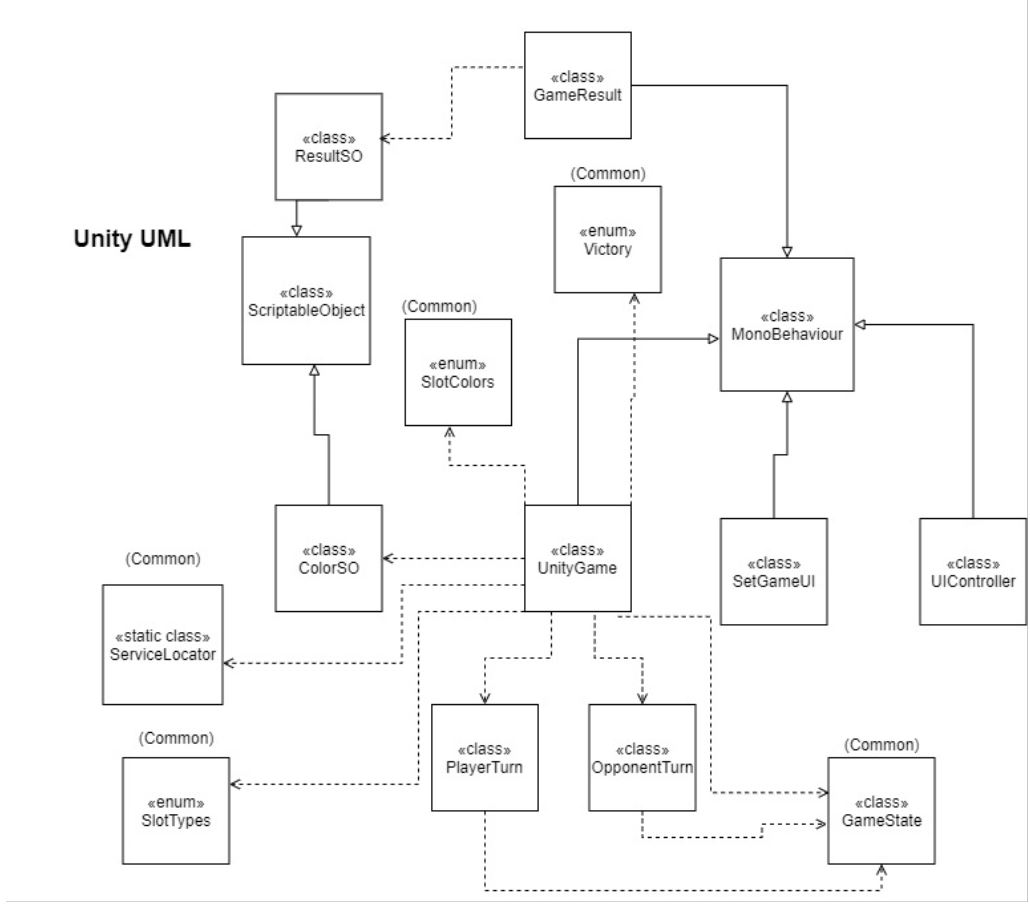 «class»
GameResult
«class»
ResultSO
(Common)
«enum»
Victory
Unity UML
«class»
ScriptableObject
«class»
MonoBehaviour
(Common)
«enum»
SlotColors
«class»
ColorSO
«class»
UnityGame
«class»
SetGameUI
«class»
UIController
(Common)
«static class»
ServiceLocator
(Common)
«enum»
SlotTypes
«class»
PlayerTurn
«class»
OpponentTurn
(Common)
«class»
GameState